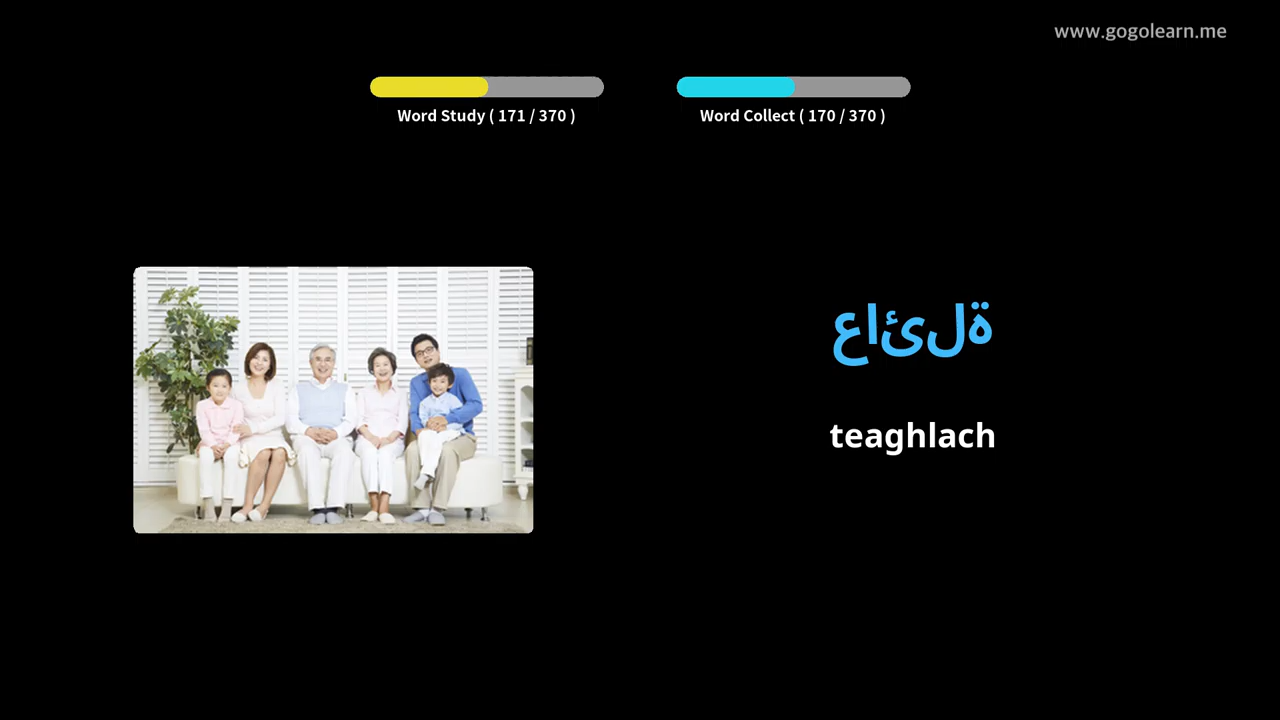 www.gogolearn.me
Word Study ( 171 / 370 )
Word Collect ( 170 / 370 )
عائلة
teaghlach